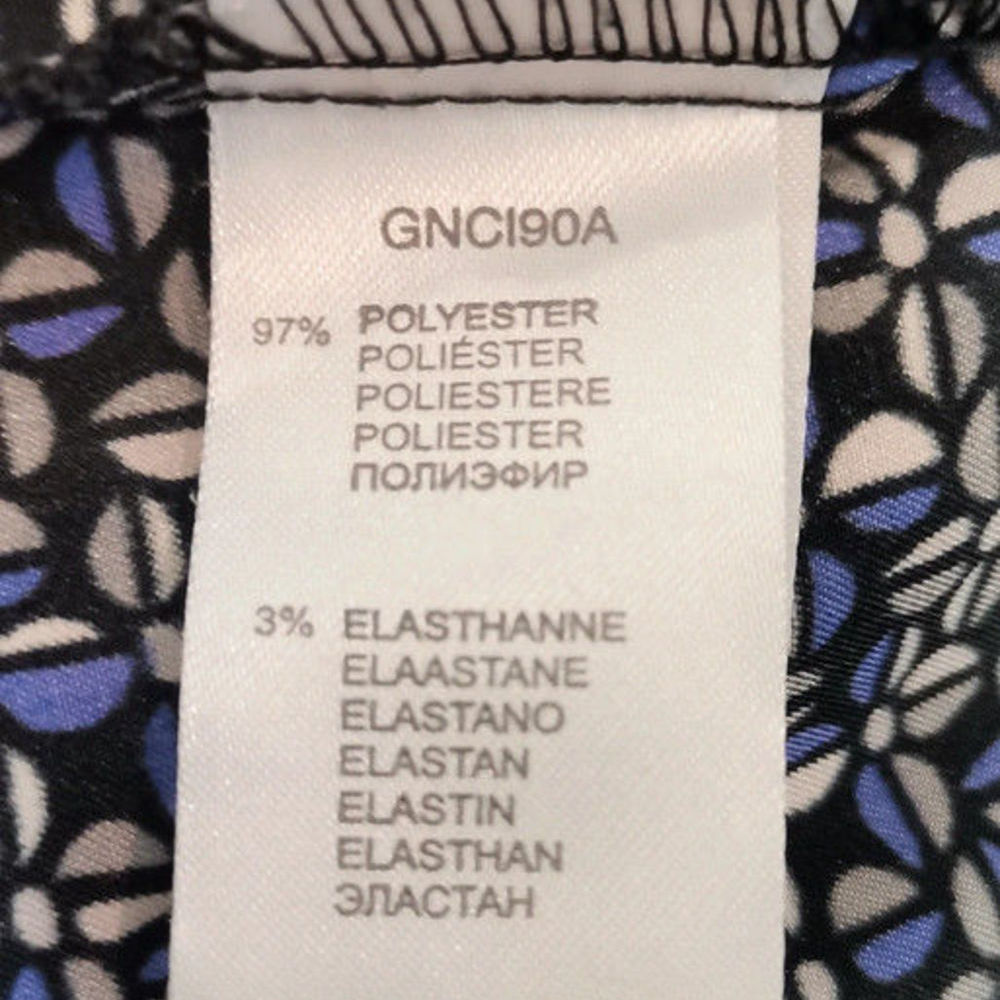 GNCI90A
97% POLYESTER
POLIÉSTER
POLIESTERE
POLIESTER
ПОЛИЭФИР
3% ELASTHANNE
ELAASTANE
ELASTANO
ELASTAN
ELASTIN
ELASTHAN
ЭЛАСТАН